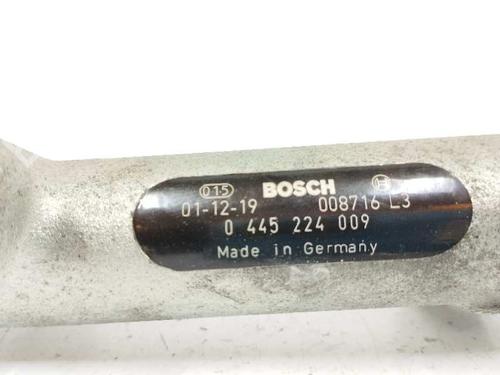 015 BOSCH
01-12-19 008716 L3
0 445 224 009
Made in Germany